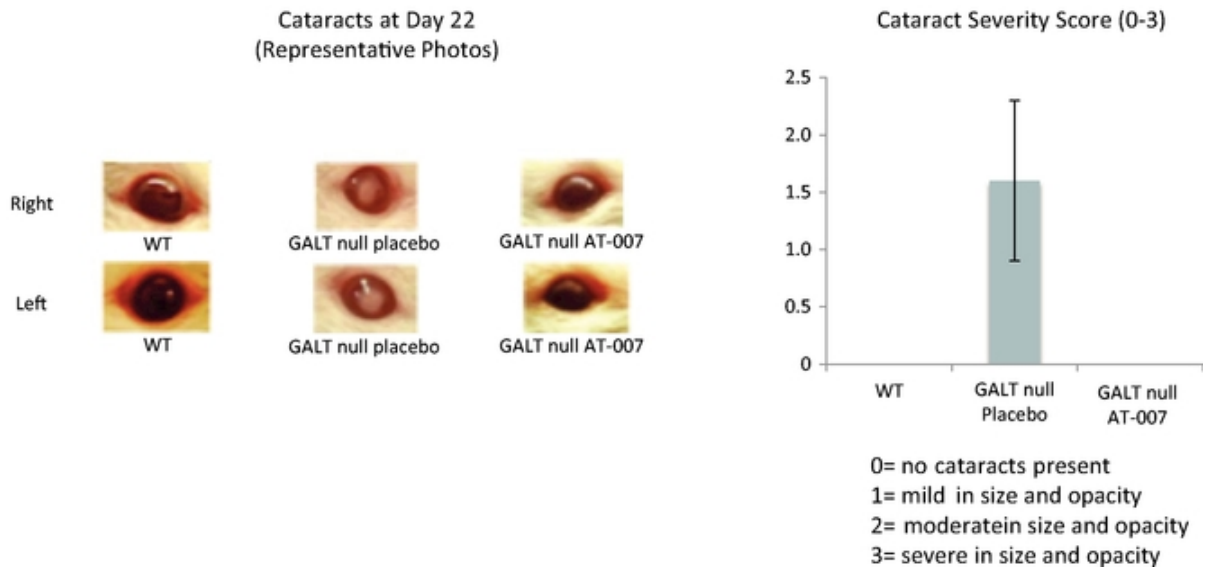 Cataracts at Day 22
(Representative Photos)
Right
WT
GALT null placebo
GALT null AT-007
Left
WT
GALT null placebo
GALT null AT-007
Cataract Severity Score (0-3)
2.5
2.0
1.5
1.0
0.5
0
WT
GALT null
Placebo
GALT null
AT-007
0= no cataracts present
1= mild in size and opacity
2= moderatein size and opacity
3= severe in size and opacity